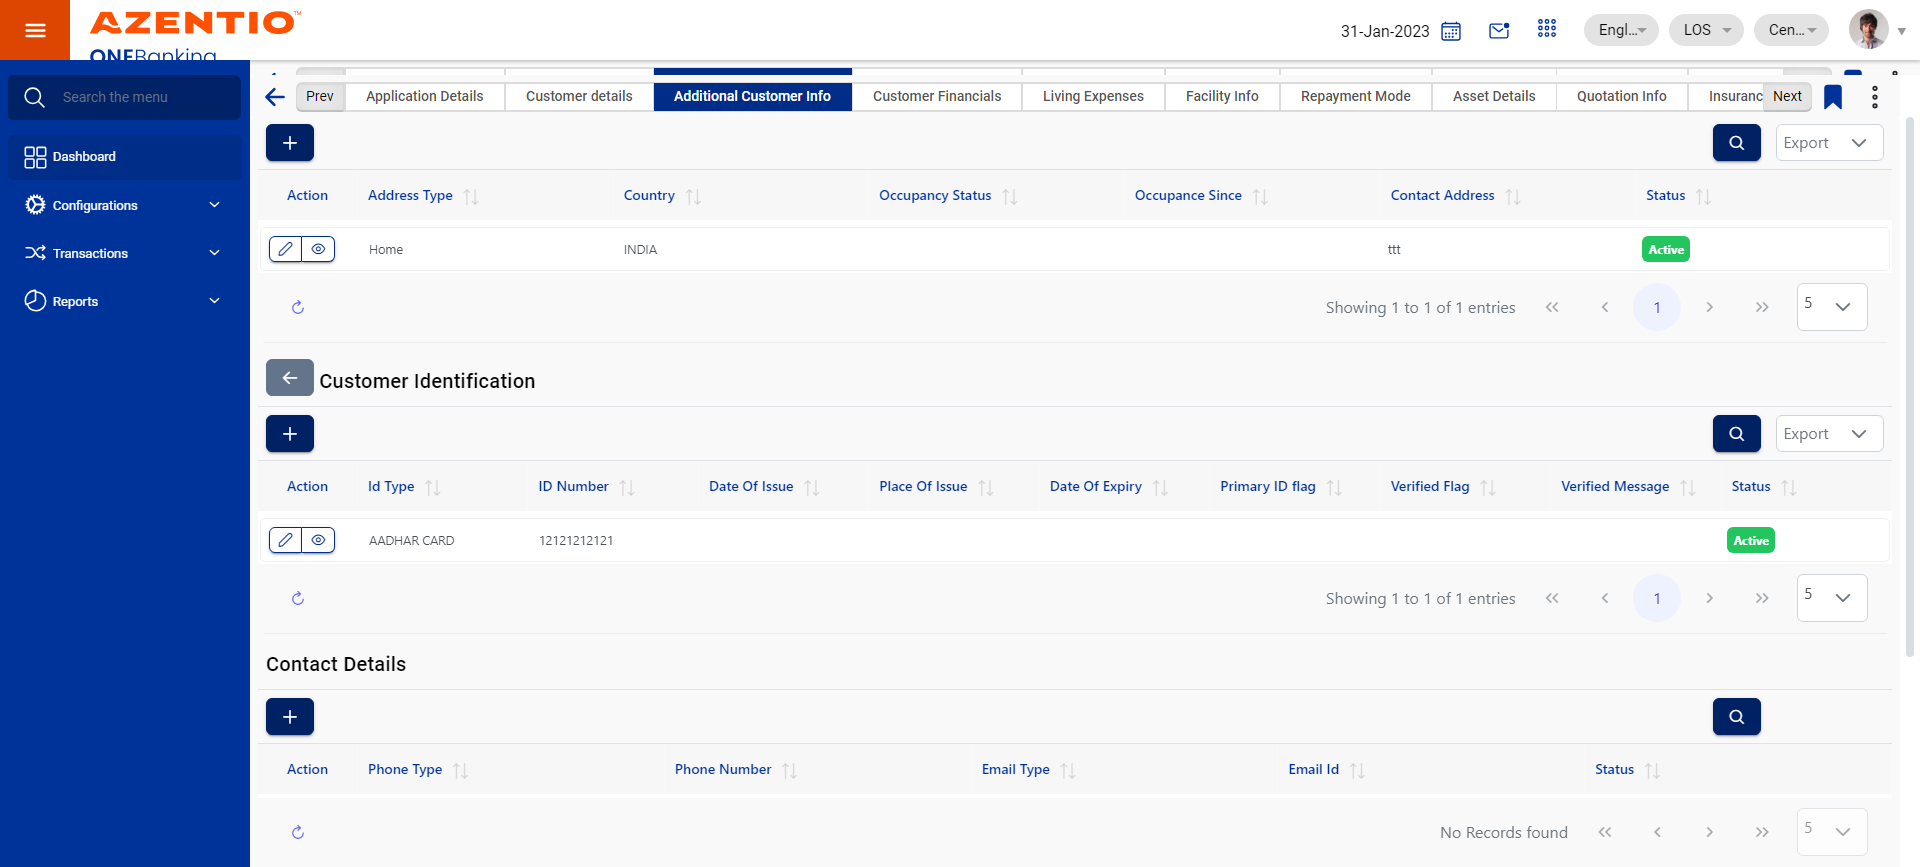 AZENTIO™
ONEBanking
31-Jan-2023
Engl...
LOS
Cen...
Search the menu
Dashboard
Configurations
Transactions
Reports
Prev
Application Details
Customer details
Additional Customer Info
Customer Financials
Living Expenses
Facility Info
Repayment Mode
Asset Details
Quotation Info
Insuranc
Next
Export
Action Address Type Country Occupancy Status Occupance Since Contact Address Status
Home INDIA ttt Active
Showing 1 to 1 of 1 entries 1 5
Customer Identification
Export
Action Id Type ID Number Date Of Issue Place Of Issue Date Of Expiry Primary ID flag Verified Flag Verified Message Status
AADHAR CARD 12121212121 Active
Showing 1 to 1 of 1 entries 1 5
Contact Details
Action Phone Type Phone Number Email Type Email Id Status
No Records found 5